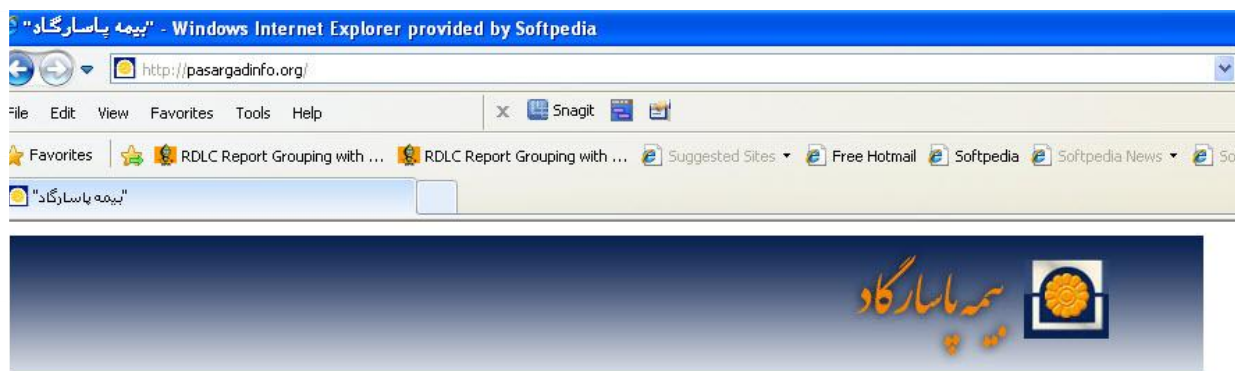 "بیمه پاسارگاد" - Windows Internet Explorer provided by Softpedia
http://pasargadinfo.org/
File Edit View Favorites Tools Help x Snagit
Favorites RDLC Report Grouping with ... RDLC Report Grouping with ... Suggested Sites Free Hotmail Softpedia Softpedia News So
"بیمه پاسارگاد"
بیمه پاسارگاد